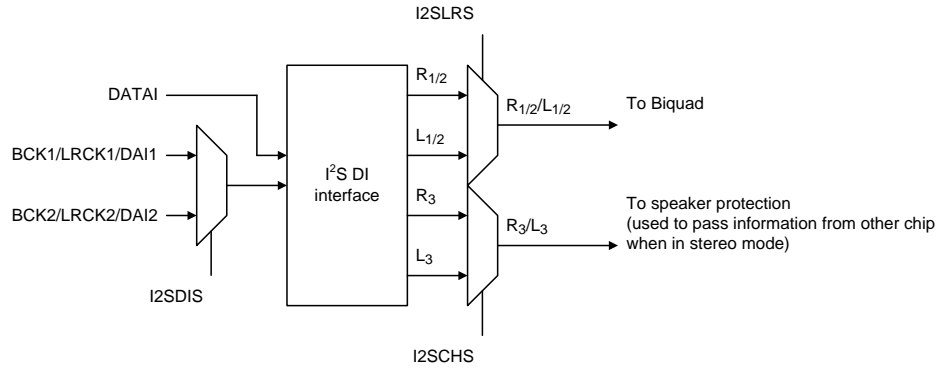 I2SLRS
DATAI
BCK1/LRCK1/DAI1
BCK2/LRCK2/DAI2
I2SDIS
I²S DI
interface
R₁/₂
L₁/₂
R₃
L₃
R₁/₂/L₁/₂
To Biquad
R₃/L₃
To speaker protection
(used to pass information from other chip
when in stereo mode)
I2SCHS